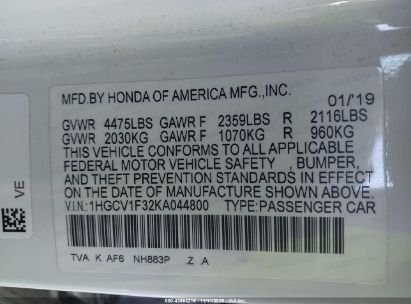 MFD.BY HONDA OF AMERICA MFG.,INC. 01/'19
GVWR 4475LBS GAWR F 2359LBS R 2116LBS
GVWR 2030KG GAWR F 1070KG R 960KG
THIS VEHICLE CONFORMS TO ALL APPLICABLE
FEDERAL MOTOR VEHICLE SAFETY , BUMPER,
AND THEFT PREVENTION STANDARDS IN EFFECT
ON THE DATE OF MANUFACTURE SHOWN ABOVE.
V.I.N.:1HGCV1F32KA044800 TYPE:PASSENGER CAR
TVA K AF6 NH883P .Z .A
VE